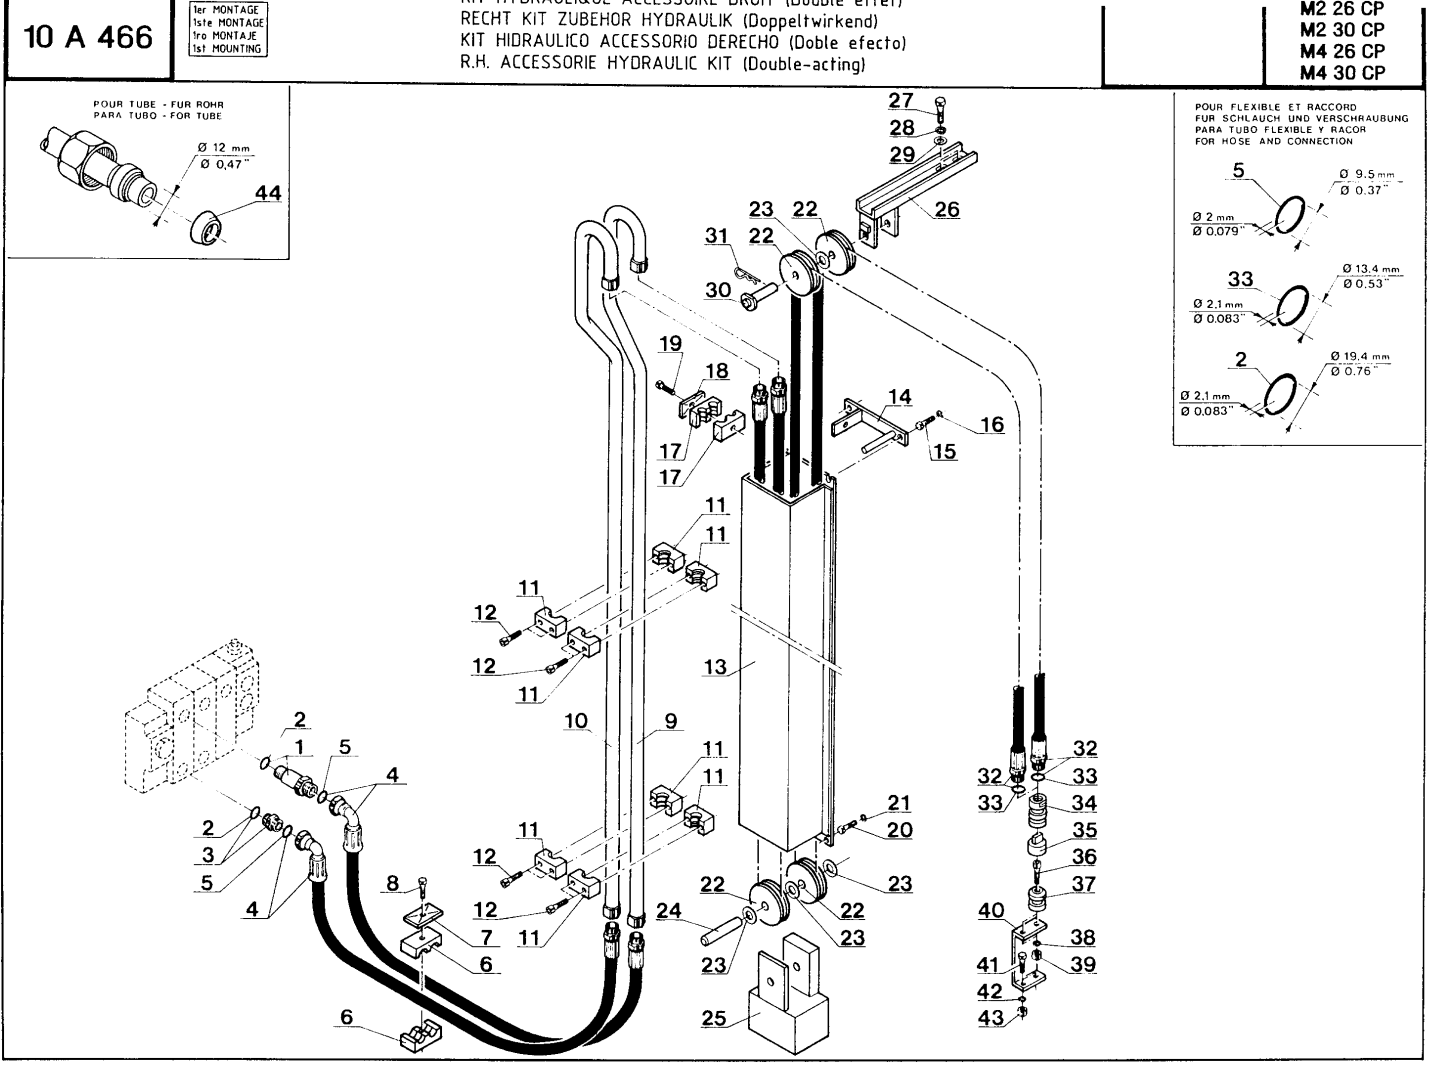 10 A 466
1er MONTAGE
1ste MONTAGE
1ro MONTAJE
1st MOUNTING
KIT HYDRAULIQUE ACCESSOIRE DROIT (Double effet)
RECHT KIT ZUBEHOR HYDRAULIK (Doppeltwirkend)
KIT HIDRAULICO ACCESSORIO DERECHO (Doble efecto)
R.H. ACCESSORIE HYDRAULIC KIT (Double-acting)
M2 26 CP
M2 30 CP
M4 26 CP
M4 30 CP
POUR TUBE - FUR ROHR
PARA TUBO - FOR TUBE
Ø 12 mm
Ø 0,47"
44
POUR FLEXIBLE ET RACCORD
FUR SCHLAUCH UND VERSCHRAUBUNG
PARA TUBO FLEXIBLE Y RACOR
FOR HOSE AND CONNECTION
5
Ø 9.5 mm
Ø 0.37"
Ø 2 mm
Ø 0.079"
33
Ø 13.4 mm
Ø 0.53"
Ø 2.1 mm
Ø 0.083"
2
Ø 19.4 mm
Ø 0.76"
Ø 2.1 mm
Ø 0.083"
27
28
29
26
23
22
22
31
30
19
18
17
17
14
16
15
11
11
11
12
12
11
13
10
9
2
1
5
4
2
3
5
4
11
11
11
12
12
11
8
7
6
6
21
20
22
23
24
22
23
23
25
32
32
33
33
34
35
36
37
40
38
41
39
42
43